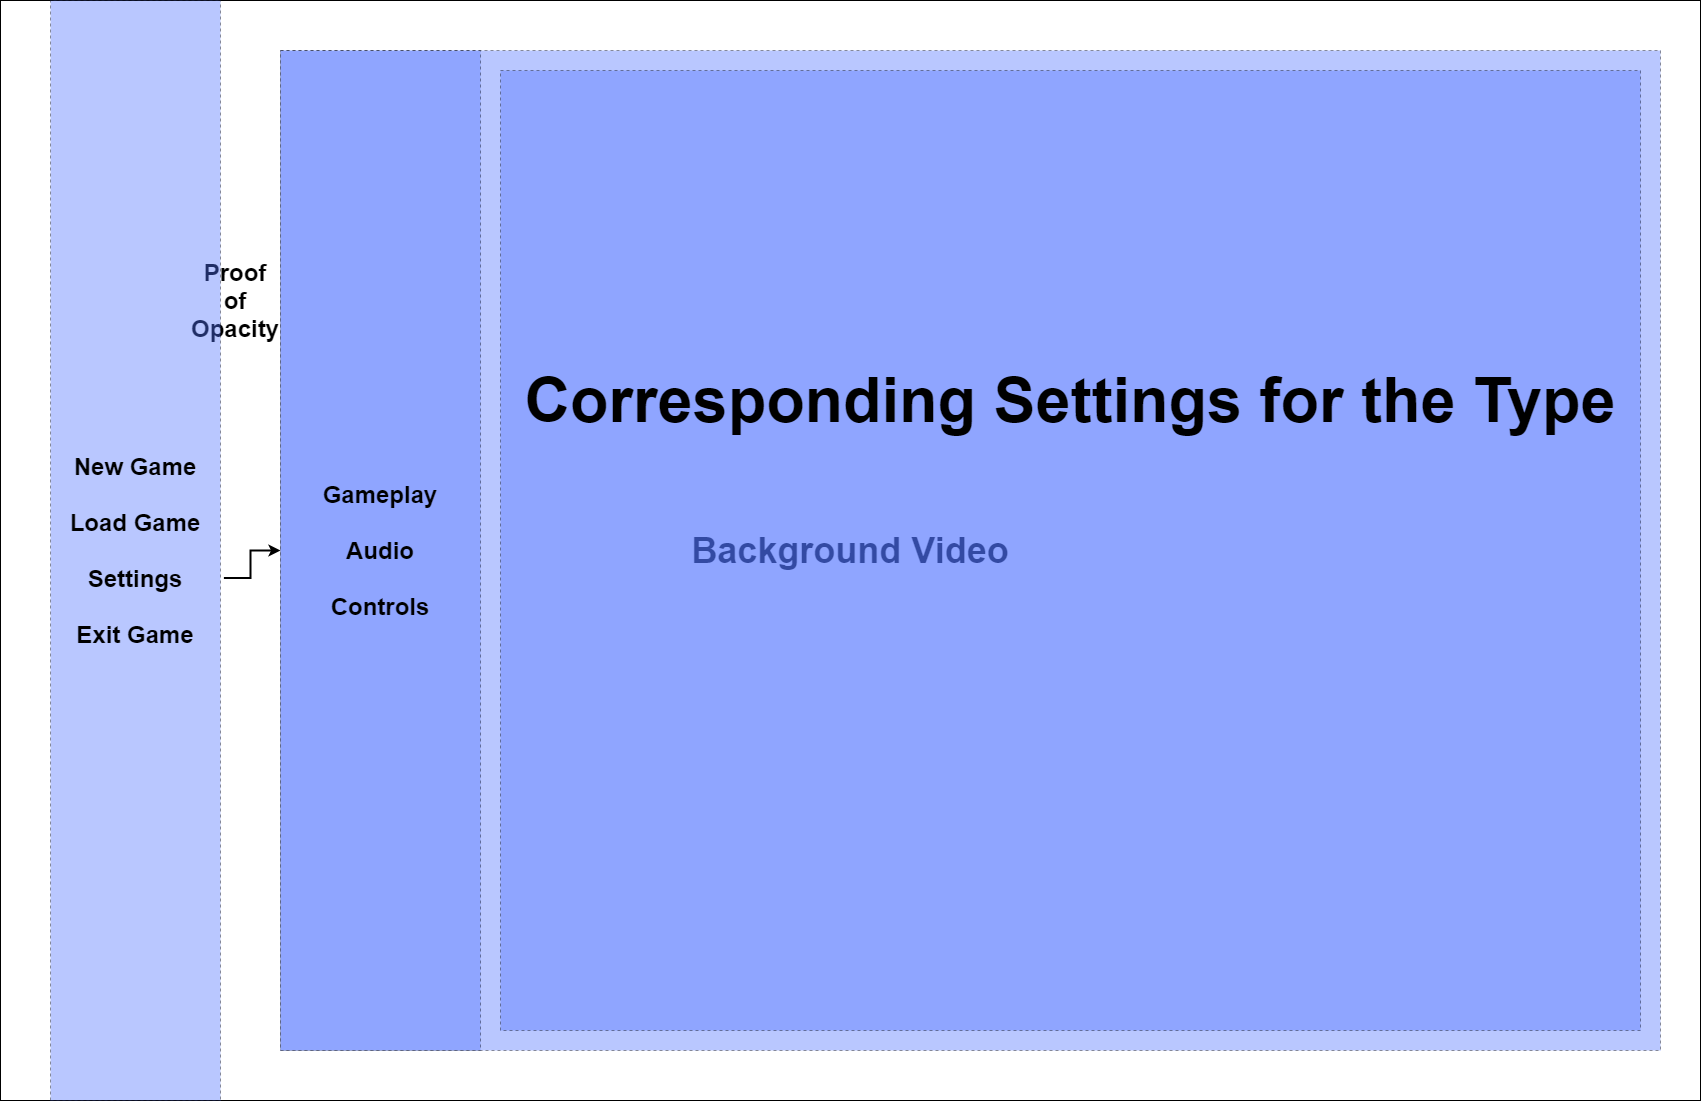 Proof
of
Opacity
New Game
Load Game
Settings
Exit Game
Gameplay
Audio
Controls
Corresponding Settings for the Type
Background Video